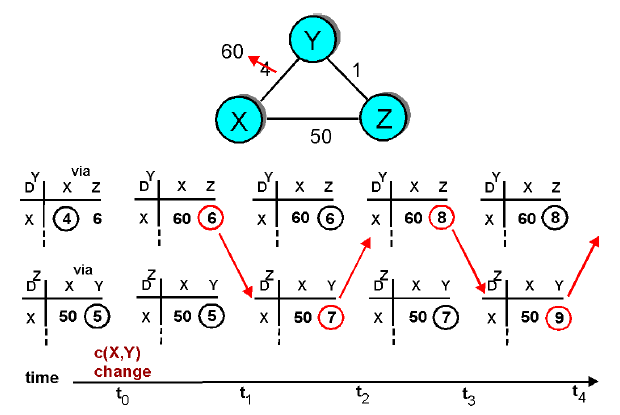 Y
60
4
1
X
Z
50
D Y via X Z
X 4 6
D Y X Z
X 60 6
D Y X Z
X 60 6
D Y X Z
X 60 8
D Y X Z
X 60 8
D Z via X Y
X 50 5
D Z X Y
X 50 5
D Z X Y
X 50 7
D Z X Y
X 50 7
D Z X Y
X 50 9
c(X,Y)
change
time
t0 t1 t2 t3 t4